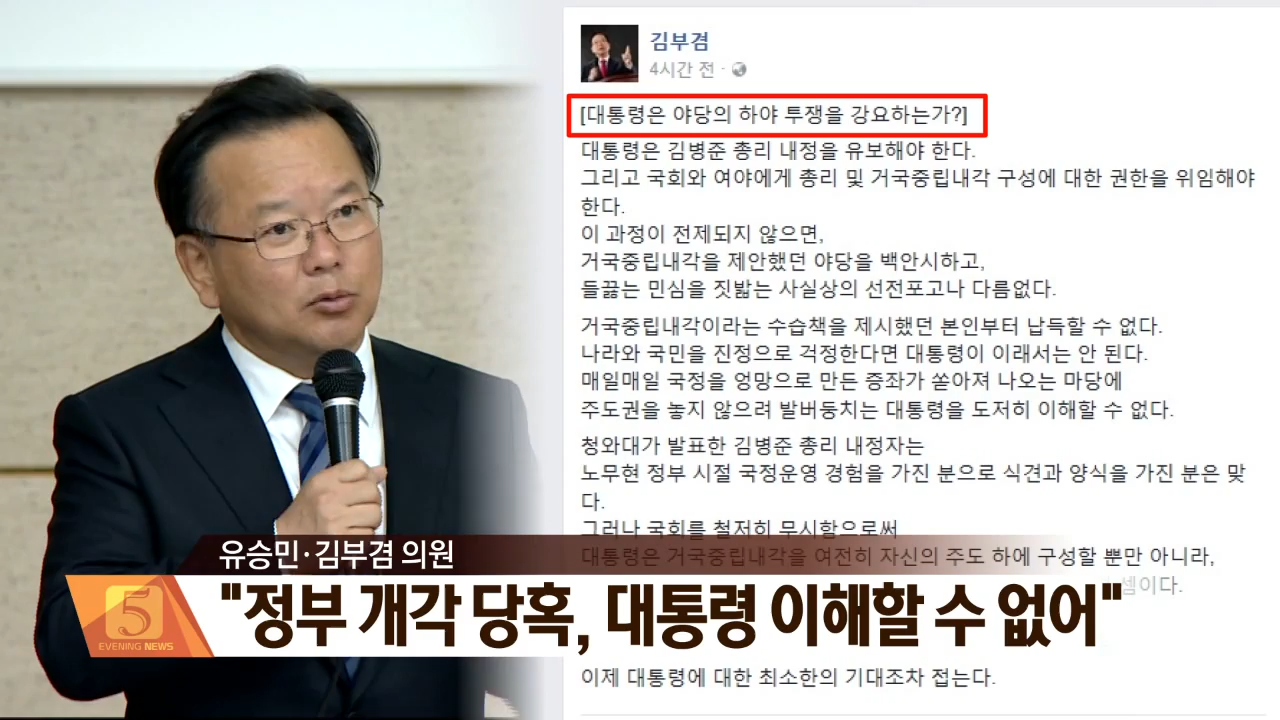 김부겸
4시간 전 ·
[대통령은 야당의 하야 투쟁을 강요하는가?]
대통령은 김병준 총리 내정을 유보해야 한다.
그리고 국회와 여야에게 총리 및 거국중립내각 구성에 대한 권한을 위임해야
한다.
이 과정이 전제되지 않으면,
거국중립내각을 제안했던 야당을 백안시하고,
들끓는 민심을 짓밟는 사실상의 선전포고나 다름없다.
거국중립내각이라는 수습책을 제시했던 본인부터 납득할 수 없다.
나라와 국민을 진정으로 걱정한다면 대통령이 이래서는 안 된다.
매일매일 국정을 엉망으로 만든 증좌가 쏟아져 나오는 마당에
주도권을 놓지 않으려 발버둥치는 대통령을 도저히 이해할 수 없다.
청와대가 발표한 김병준 총리 내정자는
노무현 정부 시절 국정운영 경험을 가진 분으로 식견과 양식을 가진 분은 맞
다.
그러나 국회를 철저히 무시함으로써
대통령은 거국중립내각을 여전히 자신의 주도 하에 구성할 뿐만 아니라,
셈이다.
이제 대통령에 대한 최소한의 기대조차 접는다.
유승민·김부겸 의원
"정부 개각 당혹, 대통령 이해할 수 없어"
5
EVENING NEWS